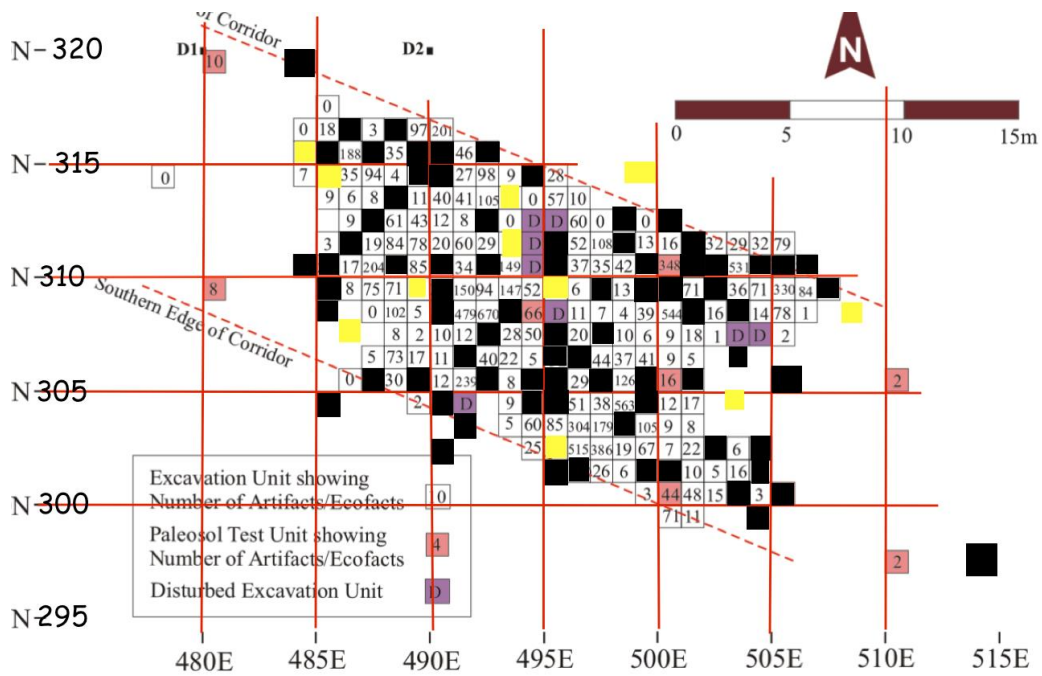 of Corridor
N- 320
D1
10
D2
N
0 5 10 15m
0
0 18 3 97 201
188 35 46
N- 315
0
7 35 94 4 27 98 9 28
9 6 8 11 40 41 105 0 57 10
9 61 43 12 8 0 D D 60 0 0
3 19 84 78 20 60 29 D 52 108 13 16 32 29 32 79
17 204 85 34 149 D 37 35 42 348 531
N-310
8
8 75 71 150 94 147 52 6 13 71 36 71 330 84
0 102 5 479 670 66 D 11 7 4 39 544 16 14 78 1
8 2 10 12 28 50 20 10 6 9 18 1 D D 2
5 73 17 11 40 22 5 44 37 41 9 5
0 30 12 239 8 29 126 16 2
Southern Edge of Corridor
N-305
2 D 9 51 38 563 12 17
5 60 85 304 179 105 9 8
25 515 386 19 67 7 22 6
26 6 10 5 16
3 44 48 15 3
N-300
71 11
Excavation Unit showing
Number of Artifacts/Ecofacts
10
Paleosol Test Unit showing
Number of Artifacts/Ecofacts
4
Disturbed Excavation Unit
D
2
N-295
480E 485E 490E 495E 500E 505E 510E 515E